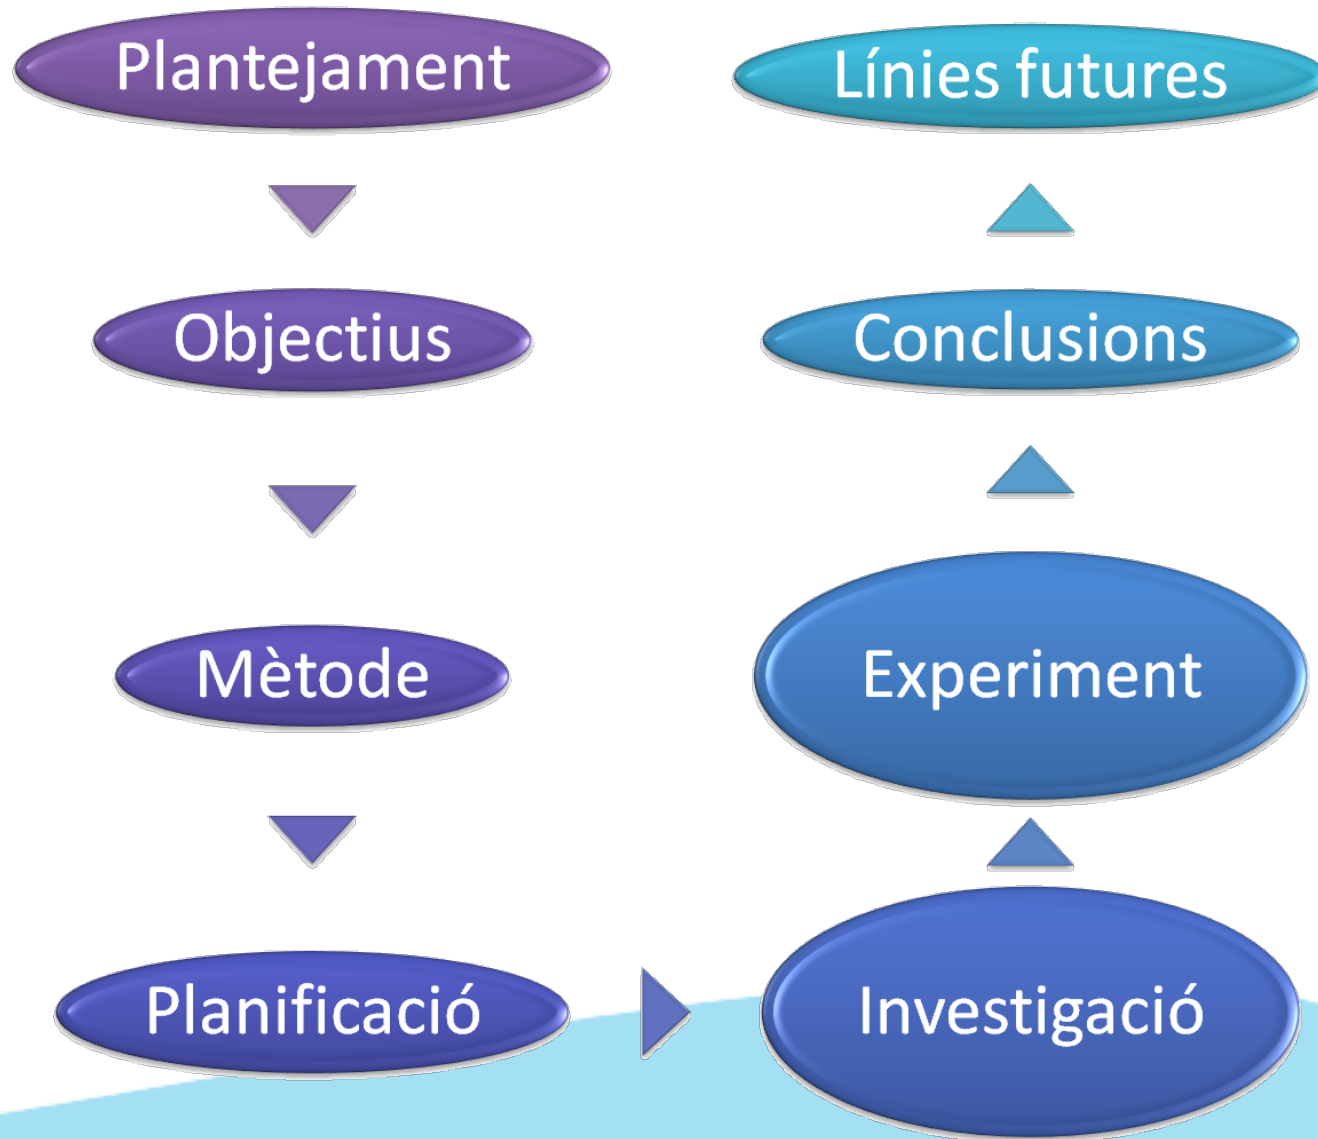 Plantejament
Objectius
Mètode
Planificació
Investigació
Experiment
Conclusions
Línies futures